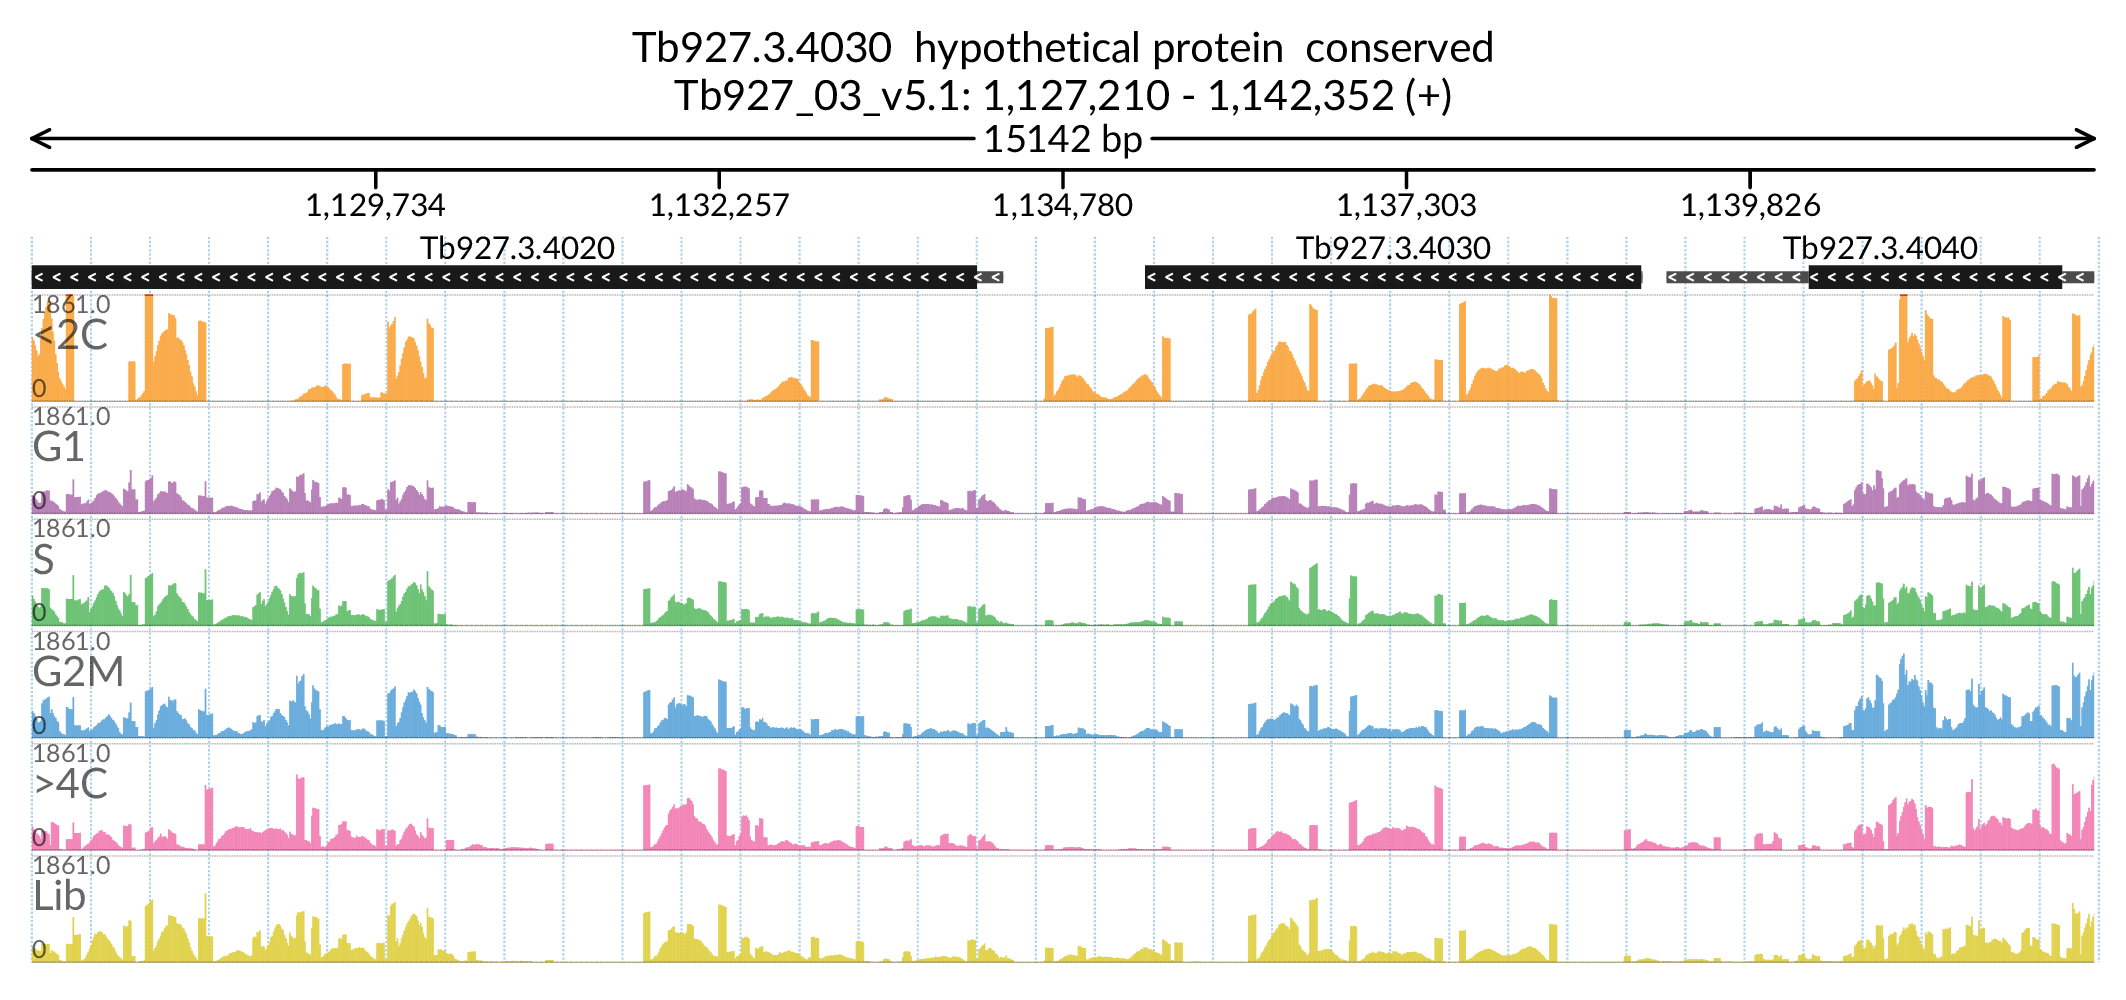 Tb927.3.4030  hypothetical protein  conserved
Tb927_03_v5.1: 1,127,210 - 1,142,352 (+)
15142 bp
1,129,734 1,132,257 1,134,780 1,137,303 1,139,826
Tb927.3.4020 Tb927.3.4030 Tb927.3.4040
1861.0
<2C
0
1861.0
G1
0
1861.0
S
0
1861.0
G2M
0
1861.0
>4C
0
1861.0
Lib
0